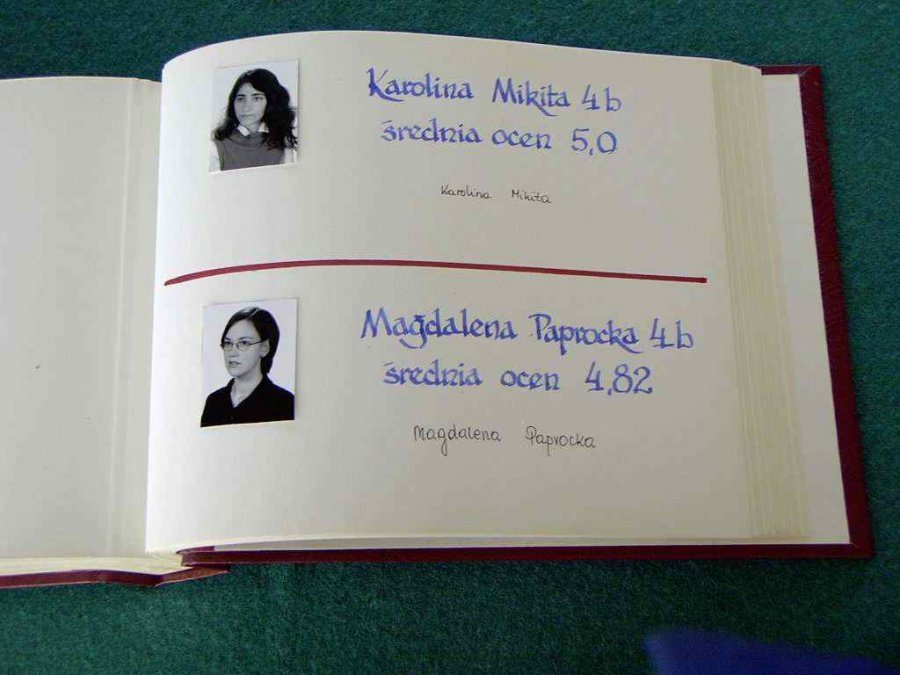 Karolina Mikita 4b
średnia ocen 5,0
Karolina Mikita
Magdalena Paprocka 4b
średnia ocen 4,82
Magdalena Paprocka